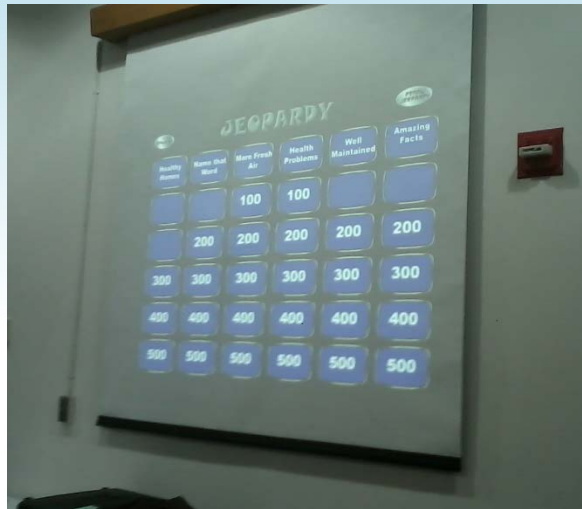 JEOPARDY
Healthy Name that More Fresh Health Well Amazing
Homes Word Air Problems Maintained Facts
100 100
200 200 200 200 200
300 300 300 300 300 300
400 400 400 400 400 400
500 500 500 500 500 500